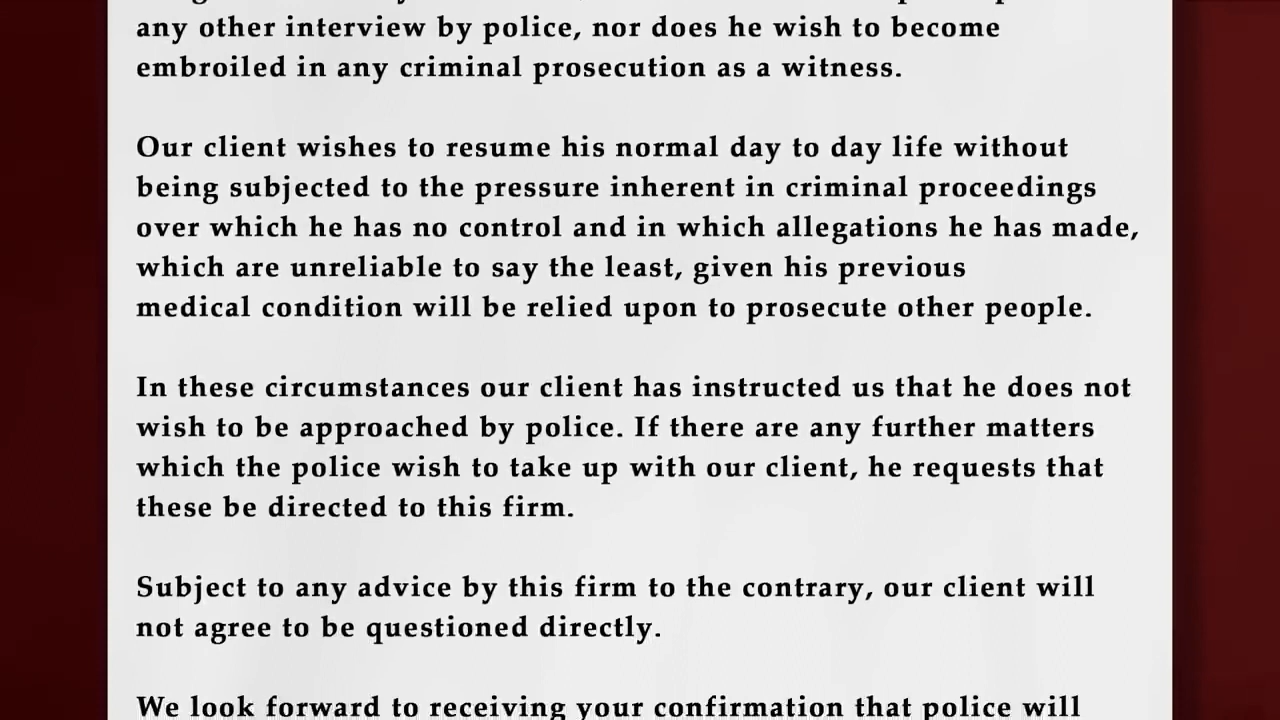 any other interview by police, nor does he wish to become
embroiled in any criminal prosecution as a witness.
Our client wishes to resume his normal day to day life without
being subjected to the pressure inherent in criminal proceedings
over which he has no control and in which allegations he has made,
which are unreliable to say the least, given his previous
medical condition will be relied upon to prosecute other people.
In these circumstances our client has instructed us that he does not
wish to be approached by police. If there are any further matters
which the police wish to take up with our client, he requests that
these be directed to this firm.
Subject to any advice by this firm to the contrary, our client will
not agree to be questioned directly.
We look forward to receiving your confirmation that police will